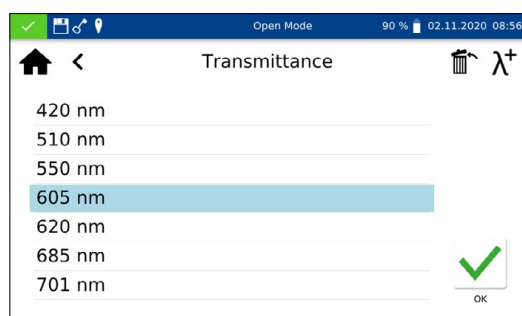 Open Mode 90 % 02.11.2020 08:56
Transmittance λ+
420 nm
510 nm
550 nm
605 nm
620 nm
685 nm
701 nm
OK